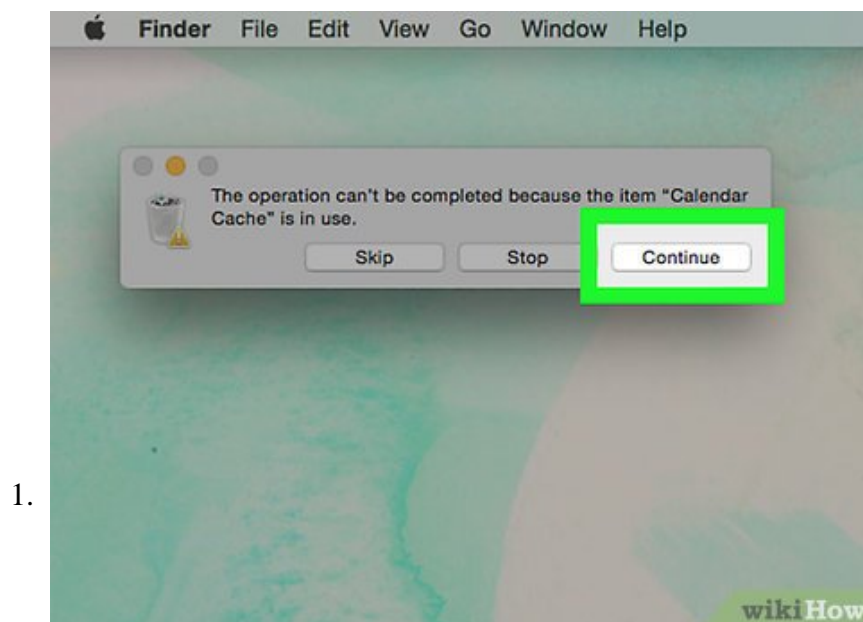 Finder File Edit View Go Window Help
The operation can't be completed because the item "Calendar
Cache" is in use.
Skip Stop Continue
1.
wikiHow